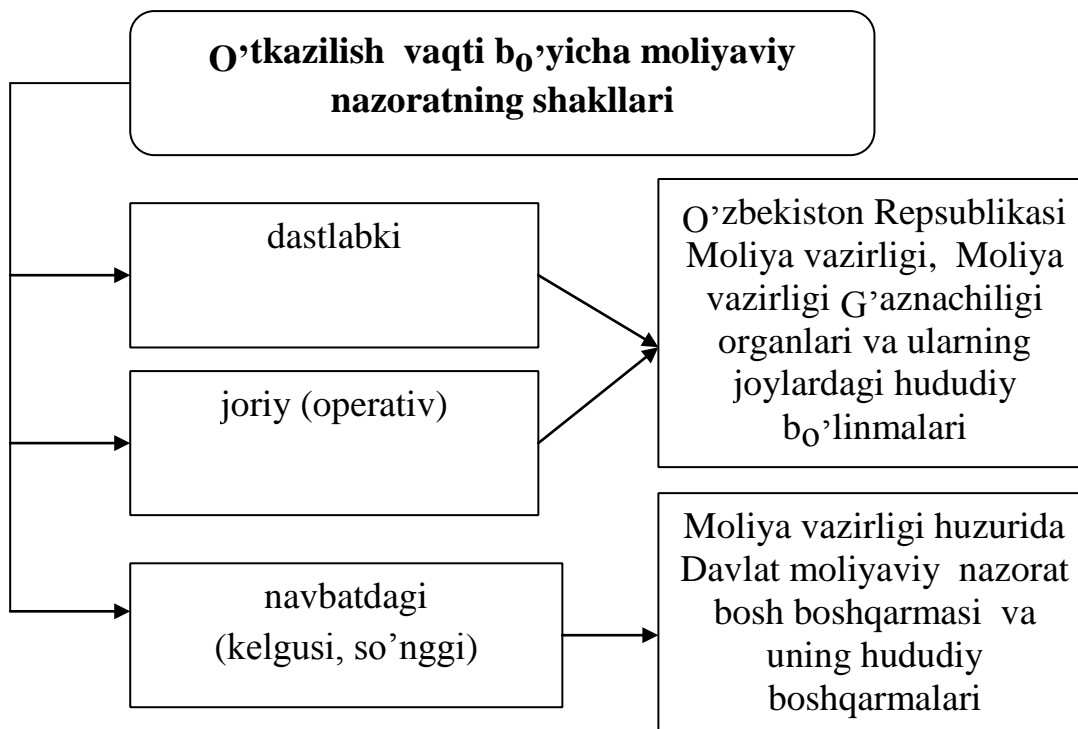 O’tkazilish vaqti bo’yicha moliyaviy
nazoratning shakllari
dastlabki
joriy (operativ)
navbatdagi
(kelgusi, so’nggi)
O’zbekiston Repsublikasi
Moliya vazirligi, Moliya
vazirligi G’aznachiligi
organlari va ularning
joylardagi hududiy
bo’linmalari
Moliya vazirligi huzurida
Davlat moliyaviy nazorat
bosh boshqarmasi va
uning hududiy
boshqarmalari